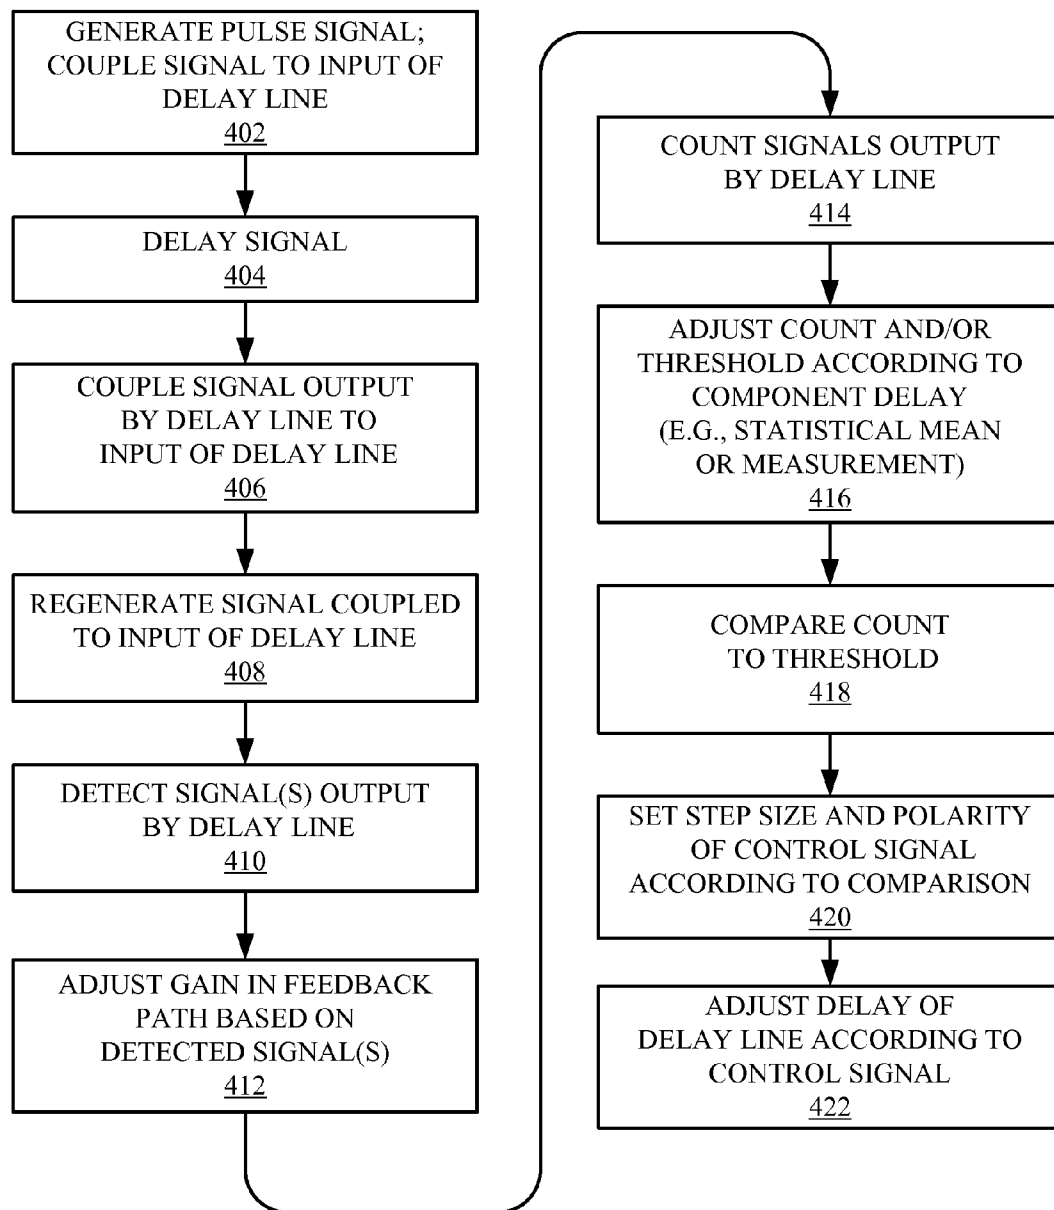 GENERATE PULSE SIGNAL;
COUPLE SIGNAL TO INPUT OF
DELAY LINE
402
DELAY SIGNAL
404
COUPLE SIGNAL OUTPUT
BY DELAY LINE TO
INPUT OF DELAY LINE
406
REGENERATE SIGNAL COUPLED
TO INPUT OF DELAY LINE
408
DETECT SIGNAL(S) OUTPUT
BY DELAY LINE
410
ADJUST GAIN IN FEEDBACK
PATH BASED ON
DETECTED SIGNAL(S)
412
COUNT SIGNALS OUTPUT
BY DELAY LINE
414
ADJUST COUNT AND/OR
THRESHOLD ACCORDING TO
COMPONENT DELAY
(E.G., STATISTICAL MEAN
OR MEASUREMENT)
416
COMPARE COUNT
TO THRESHOLD
418
SET STEP SIZE AND POLARITY
OF CONTROL SIGNAL
ACCORDING TO COMPARISON
420
ADJUST DELAY OF
DELAY LINE ACCORDING TO
CONTROL SIGNAL
422